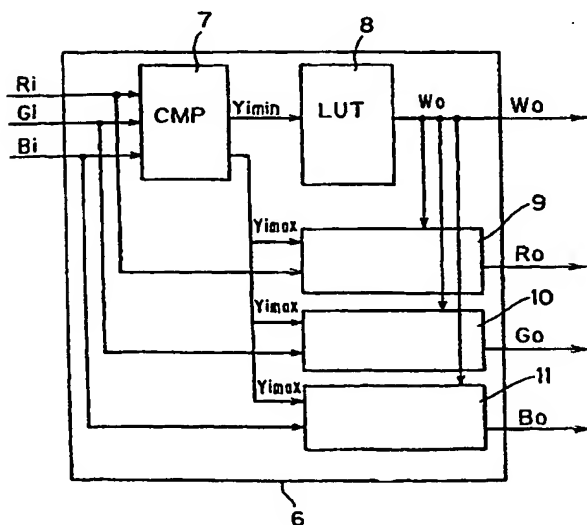 7
8
Ri
Gi
Bi
CMP
Yimin
LUT
Wo
Wo
Yimax
9
Ro
Yimax
10
Go
Yimax
11
Bo
6